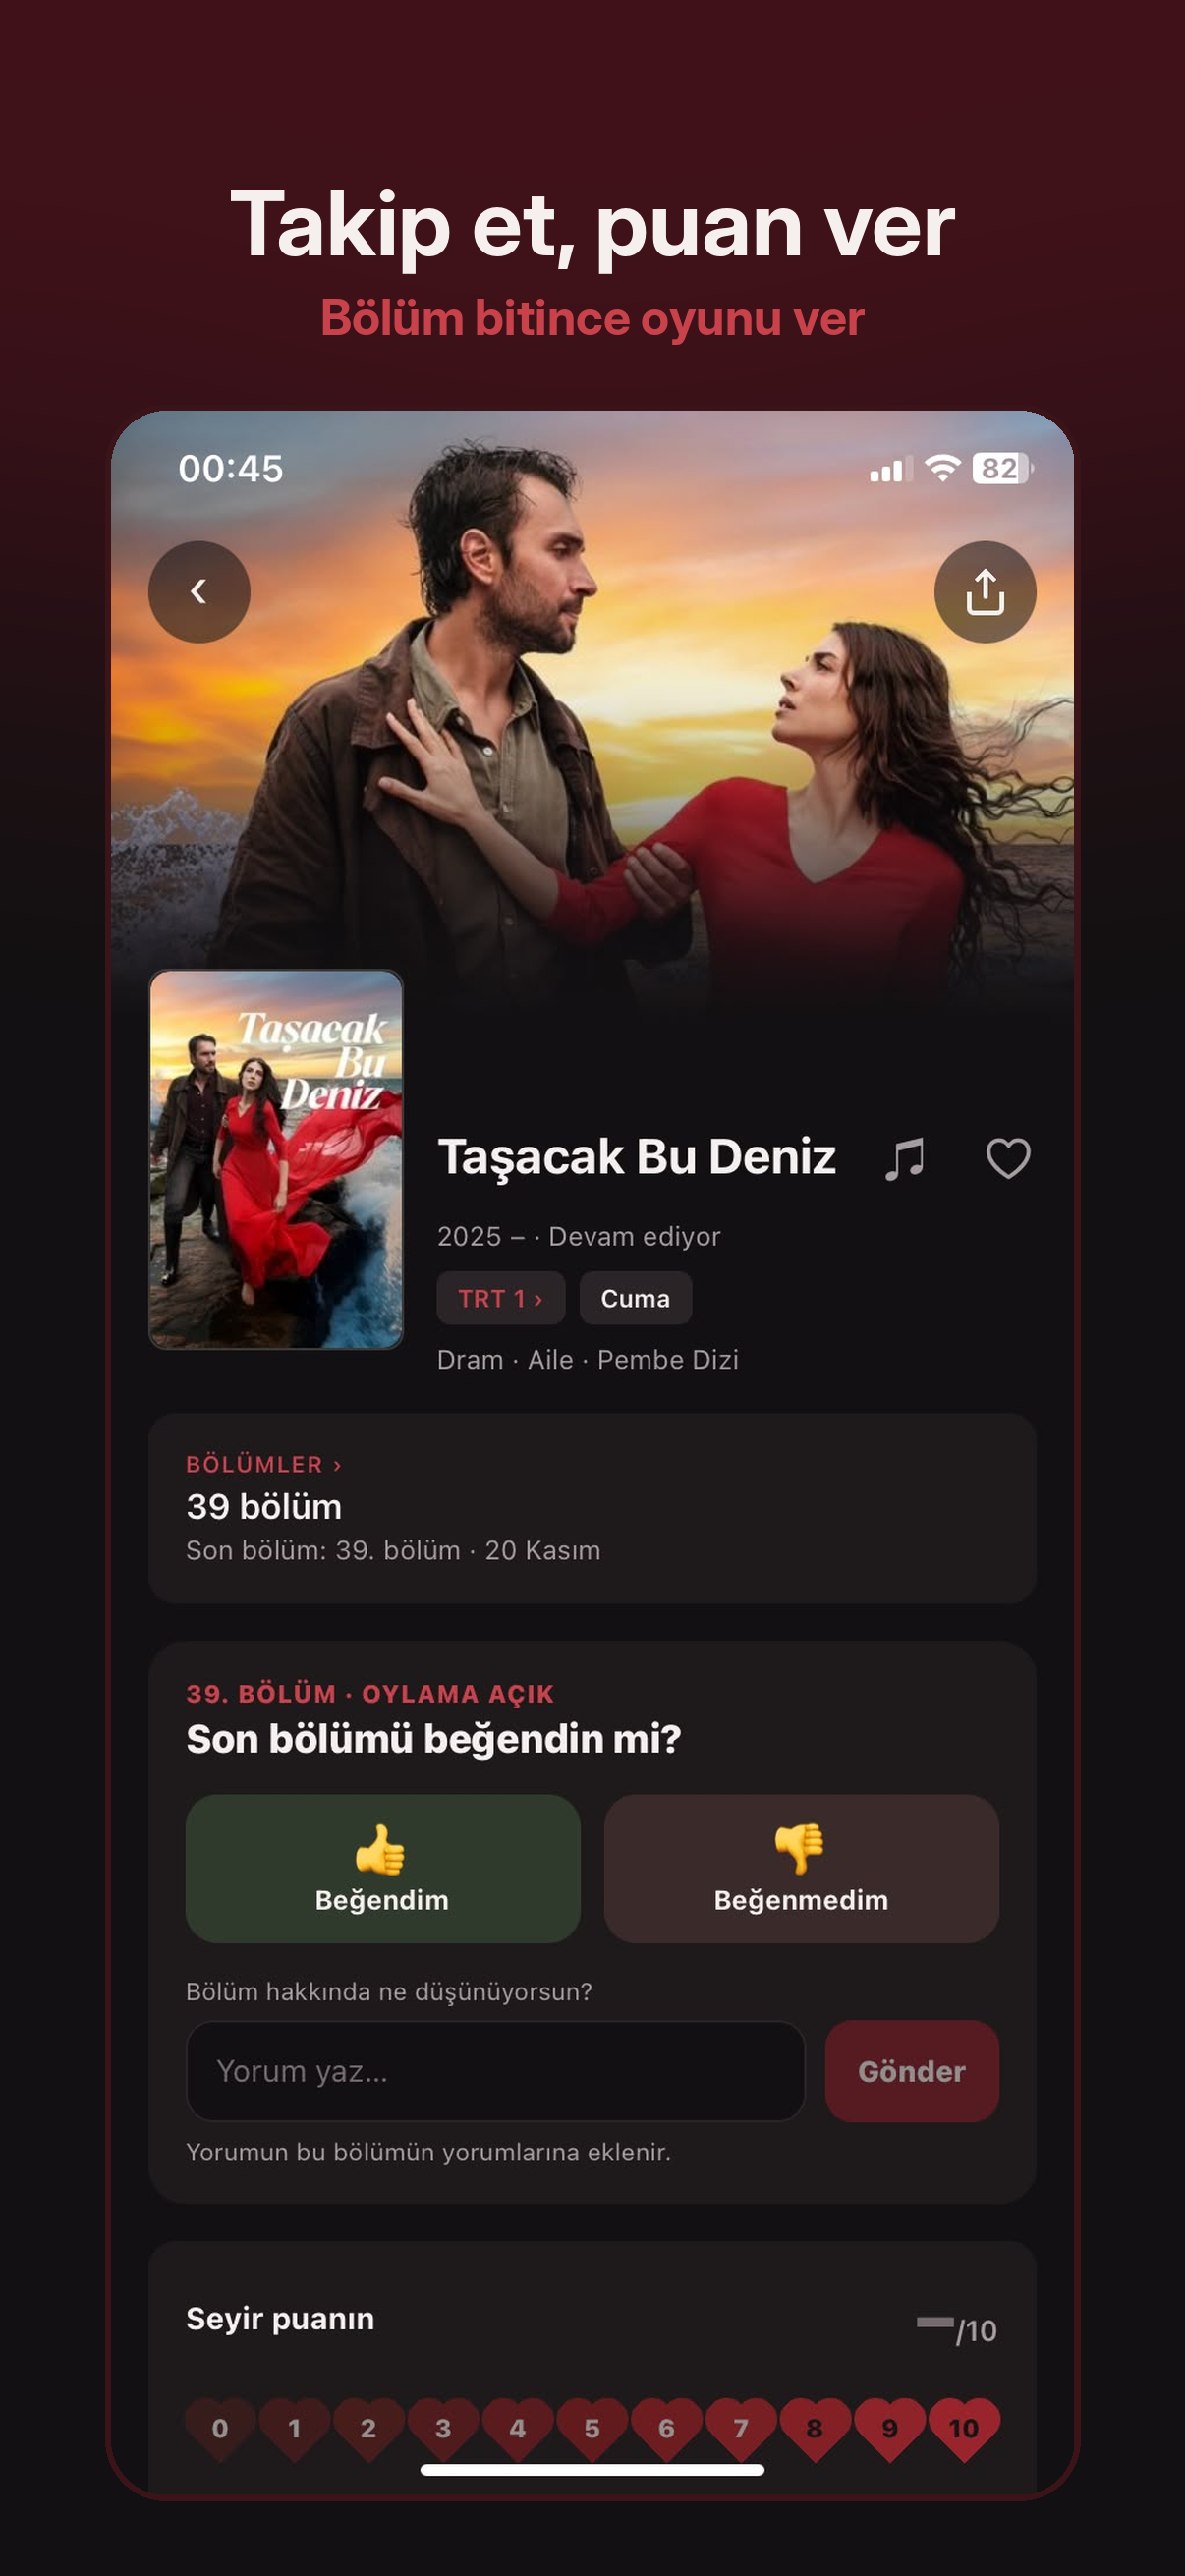 Takip et, puan ver
Bölüm bitince oyunu ver
00:45
82
Taşacak
Bu
Deniz
Taşacak Bu Deniz
2025 – · Devam ediyor
TRT 1 ›
Cuma
Dram · Aile · Pembe Dizi
BÖLÜMLER ›
39 bölüm
Son bölüm: 39. bölüm · 20 Kasım
39. BÖLÜM · OYLAMA AÇIK
Son bölümü beğendin mi?
👍
Beğendim
👎
Beğenmedim
Bölüm hakkında ne düşünüyorsun?
Yorum yaz...
Gönder
Yorumun bu bölümün yorumlarına eklenir.
Seyir puanın
—/10
0 1 2 3 4 5 6 7 8 9 10